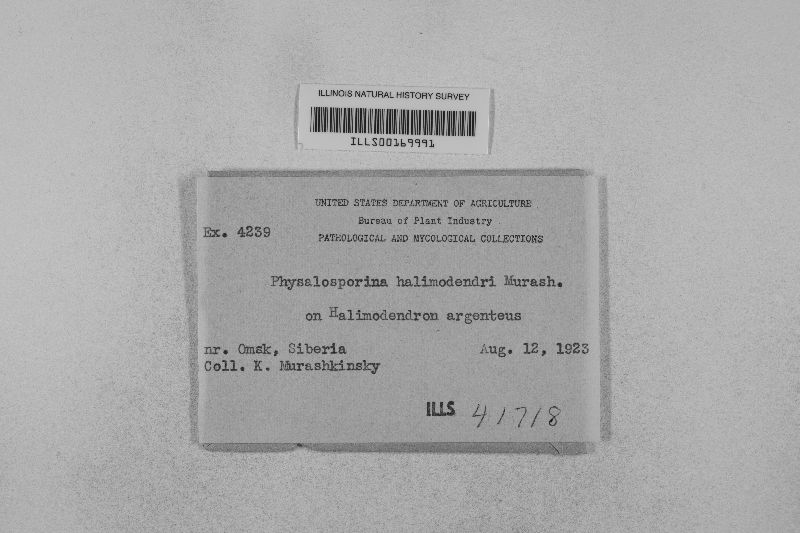 ILLINOIS NATURAL HISTORY SURVEY
ILLS00169991
UNITED STATES DEPARTMENT OF AGRICULTURE
Bureau of Plant Industry
Ex. 4239
PATHOLOGICAL AND MYCOLOGICAL COLLECTIONS
Physalosporina halimodendri Murash.
on Halimodendron argenteus
nr. Omsk, Siberia Aug. 12, 1923
Coll. K. Murashkinsky
ILLS. 41718